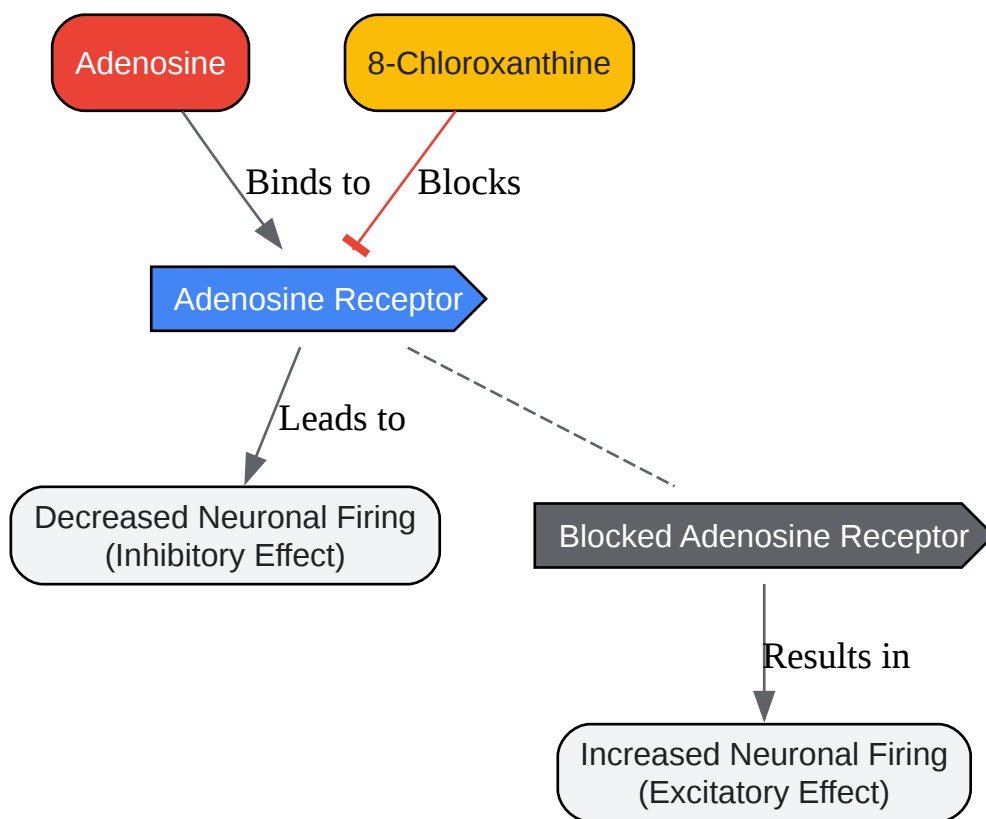 Adenosine
8-Chloroxanthine
Binds to
Blocks
Adenosine Receptor
Leads to
Decreased Neuronal Firing
(Inhibitory Effect)
Blocked Adenosine Receptor
Results in
Increased Neuronal Firing
(Excitatory Effect)